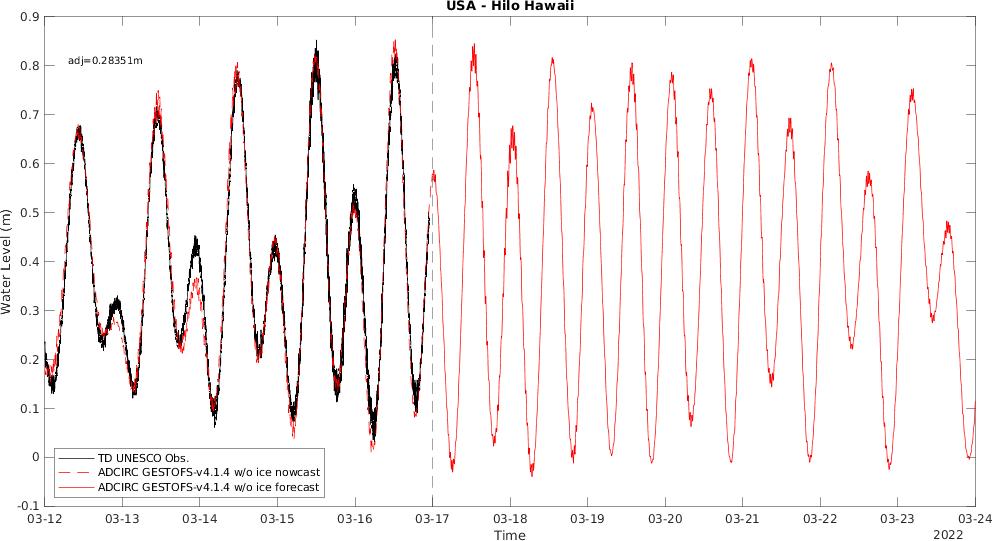 USA - Hilo Hawaii
0.9
0.8
0.7
0.6
0.5
0.4
0.3
0.2
0.1
0
-0.1
Water Level (m)
adj=0.28351m
TD UNESCO Obs.
ADCIRC GESTOFS-v4.1.4 w/o ice nowcast
ADCIRC GESTOFS-v4.1.4 w/o ice forecast
03-12 03-13 03-14 03-15 03-16 03-17 03-18 03-19 03-20 03-21 03-22 03-23 03-24
Time
2022